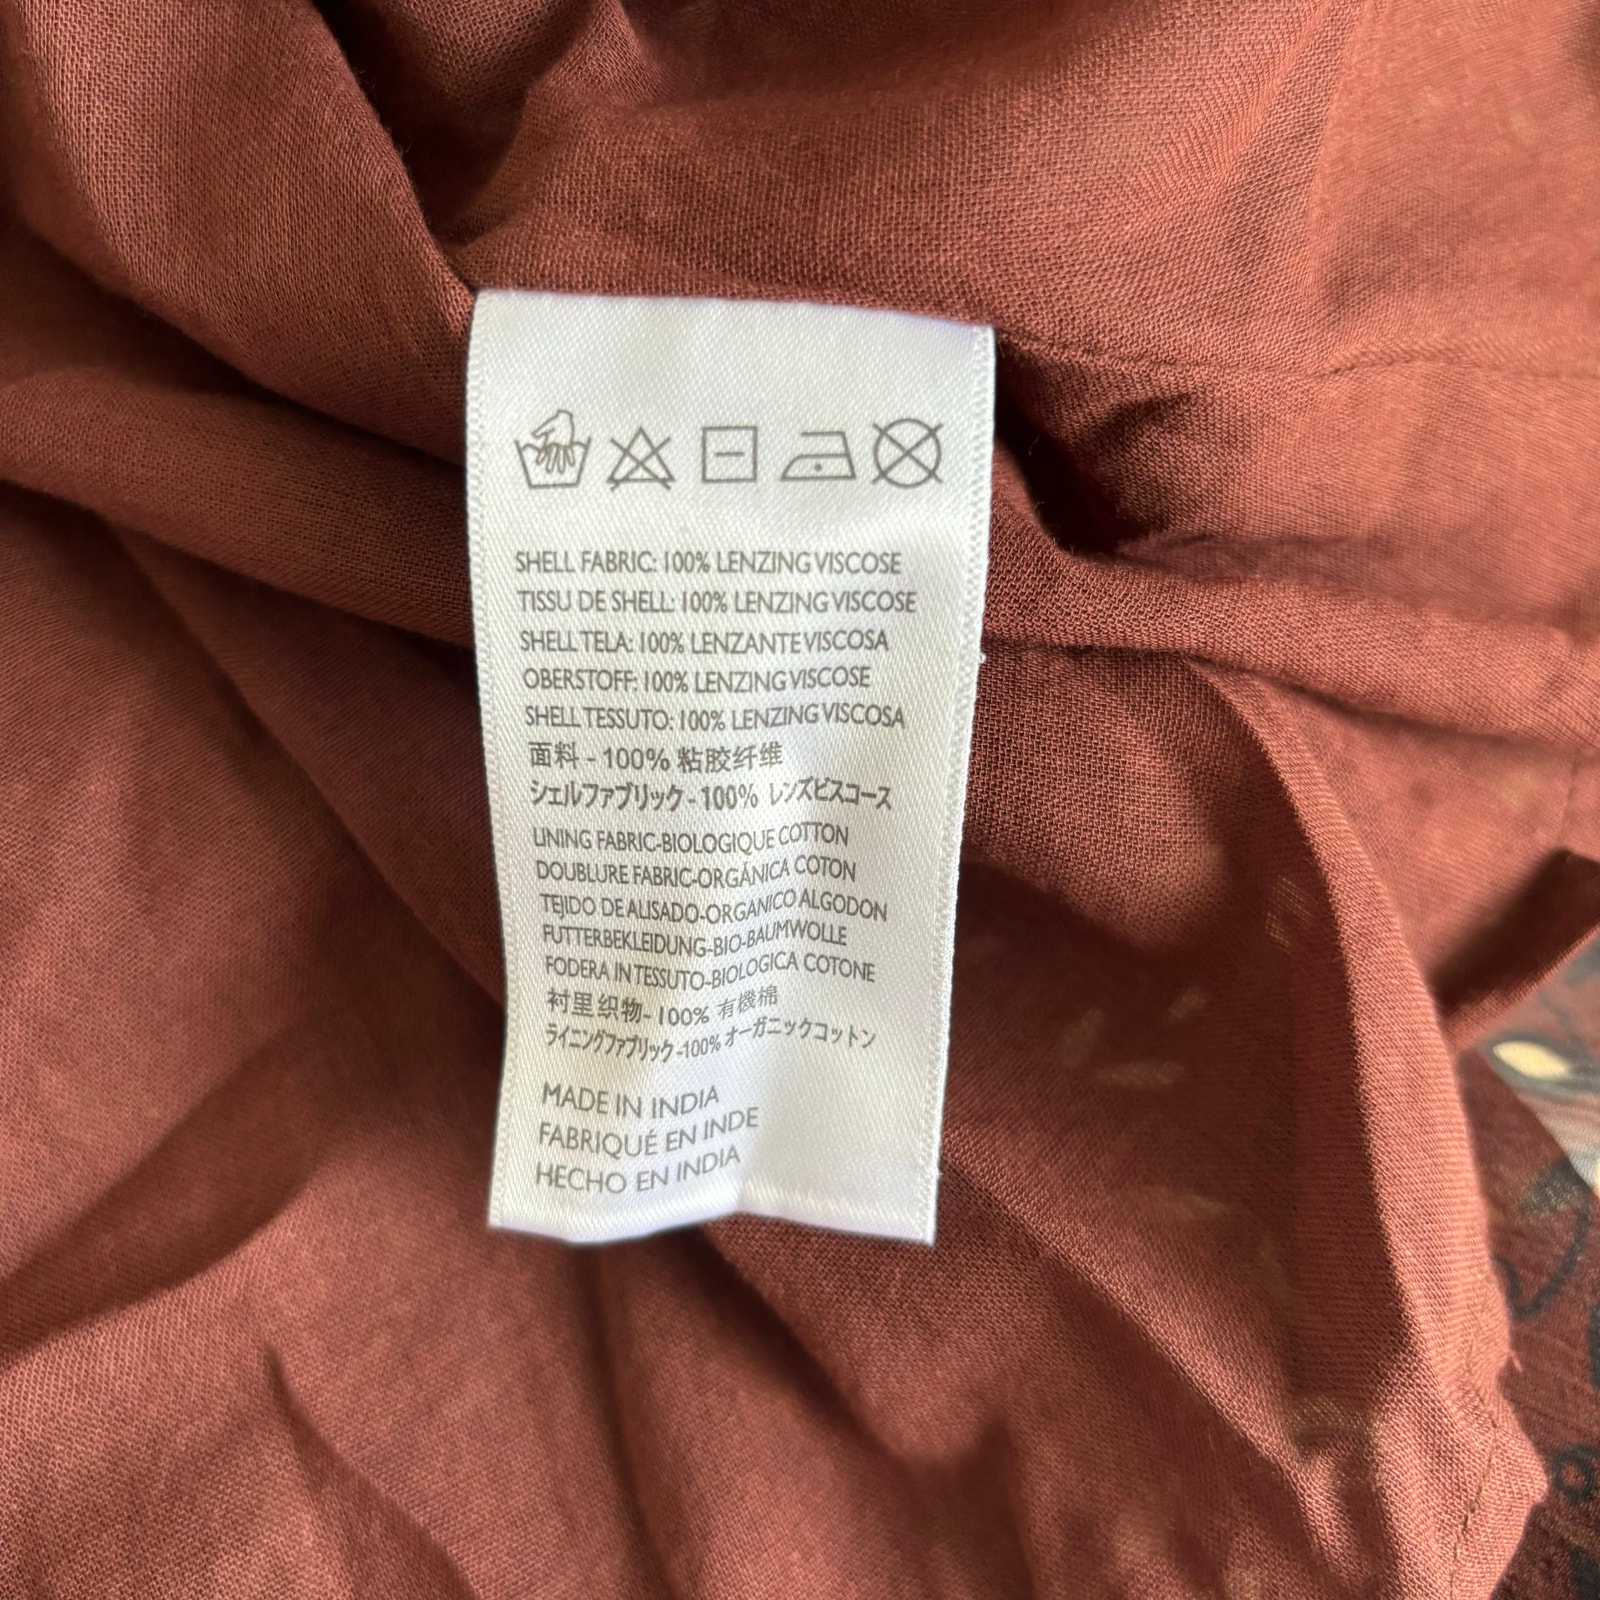 SHELL FABRIC: 100% LENZING VISCOSE
TISSU DE SHELL: 100% LENZING VISCOSE
SHELL TELA: 100% LENZANTE VISCOSA
OBERSTOFF: 100% LENZING VISCOSE
SHELL TESSUTO: 100% LENZING VISCOSA
面料 - 100% 粘胶纤维
シェルファブリック - 100% レンズビスコース
LINING FABRIC-BIOLOGIQUE COTTON
DOUBLURE FABRIC-ORGÁNICA COTON
TEJIDO DE ALISADO-ORGANICO ALGODON
FUTTERBEKLEIDUNG-BIO-BAUMWOLLE
FODERA IN TESSUTO-BIOLOGICA COTONE
衬里织物- 100% 有機棉
ライニングファブリック -100% オーガニックコットン
MADE IN INDIA
FABRIQUÉ EN INDE
HECHO EN INDIA